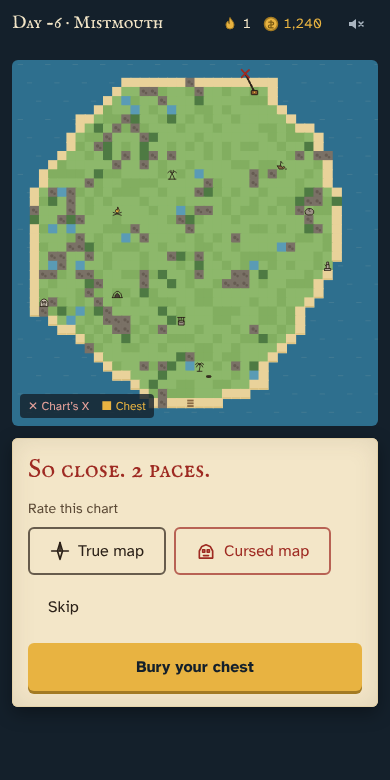 Day -6 · Mistmouth
1
1,240
✕ Chart's X
Chest
So close. 2 paces.
Rate this chart
True map
Cursed map
Skip
Bury your chest